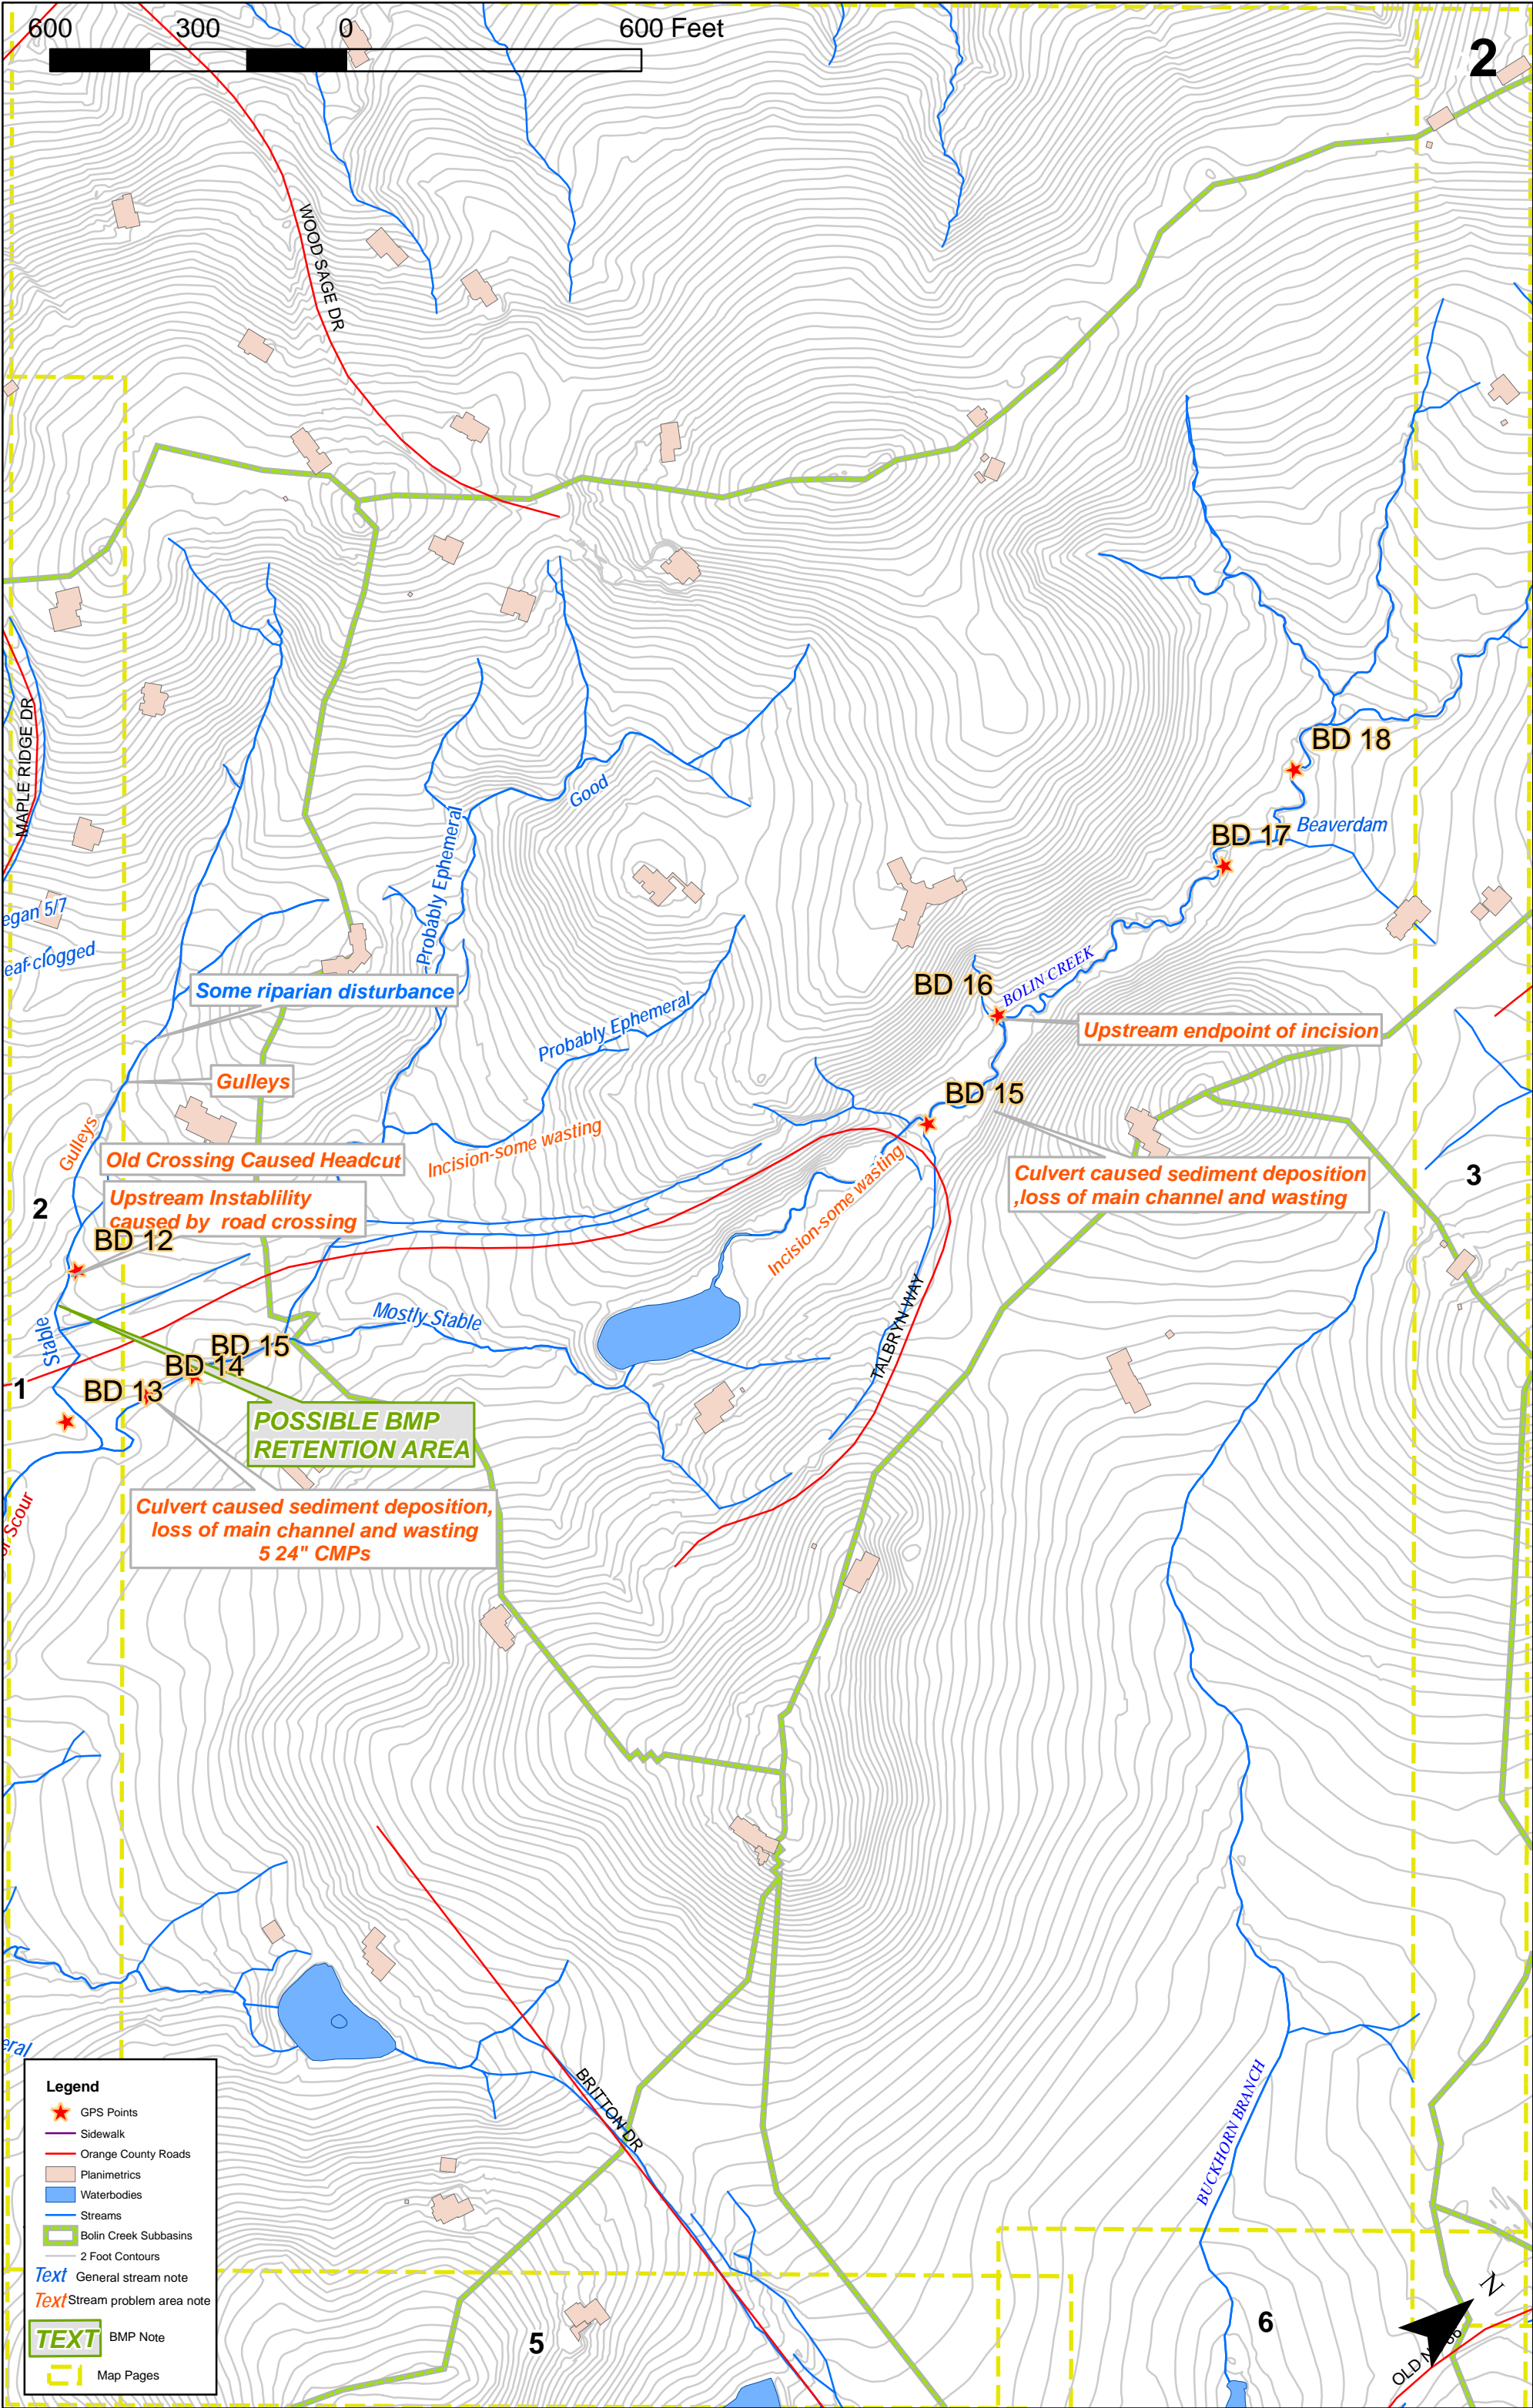 600 300 0 600 Feet
2
WOOD SAGE DR
MAPLE RIDGE DR
Good
Probably Ephemeral
BD 18
BD 17
Beaverdam
egan 5/7
eaf-clogged
Some riparian disturbance
BD 16
BOLIN CREEK
Upstream endpoint of incision
Probably Ephemeral
Gulleys
BD 15
Gulleys
Old Crossing Caused Headcut
Incision-some wasting
Culvert caused sediment deposition
,loss of main channel and wasting
3
2
Upstream Instablility
caused by road crossing
BD 12
Incision-some wasting
TALBRYN WAY
Mostly Stable
Stable
BD 15
BD 14
BD 13
1
POSSIBLE BMP
RETENTION AREA
or Scour
Culvert caused sediment deposition,
loss of main channel and wasting
5 24" CMPs
eral
BRITTON DR
BUCKHORN BRANCH
Legend
GPS Points
Sidewalk
Orange County Roads
Planimetrics
Waterbodies
Streams
Bolin Creek Subbasins
2 Foot Contours
Text General stream note
Text Stream problem area note
TEXT BMP Note
Map Pages
5
6
N
OLD N